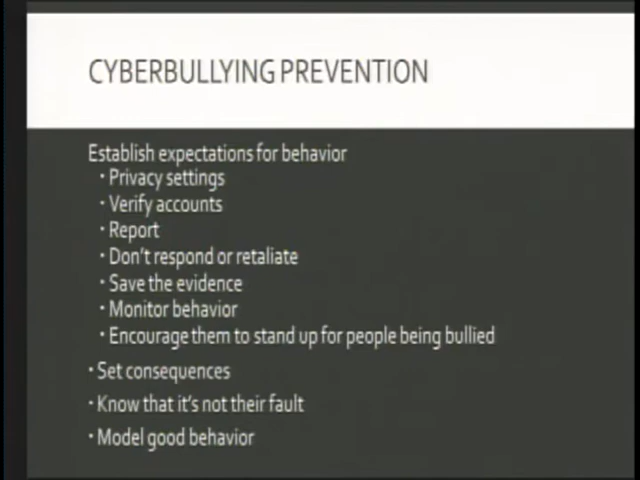 CYBERBULLYING PREVENTION
Establish expectations for behavior
• Privacy settings
• Verify accounts
• Report
• Don't respond or retaliate
• Save the evidence
• Monitor behavior
• Encourage them to stand up for people being bullied
• Set consequences
• Know that it's not their fault
• Model good behavior